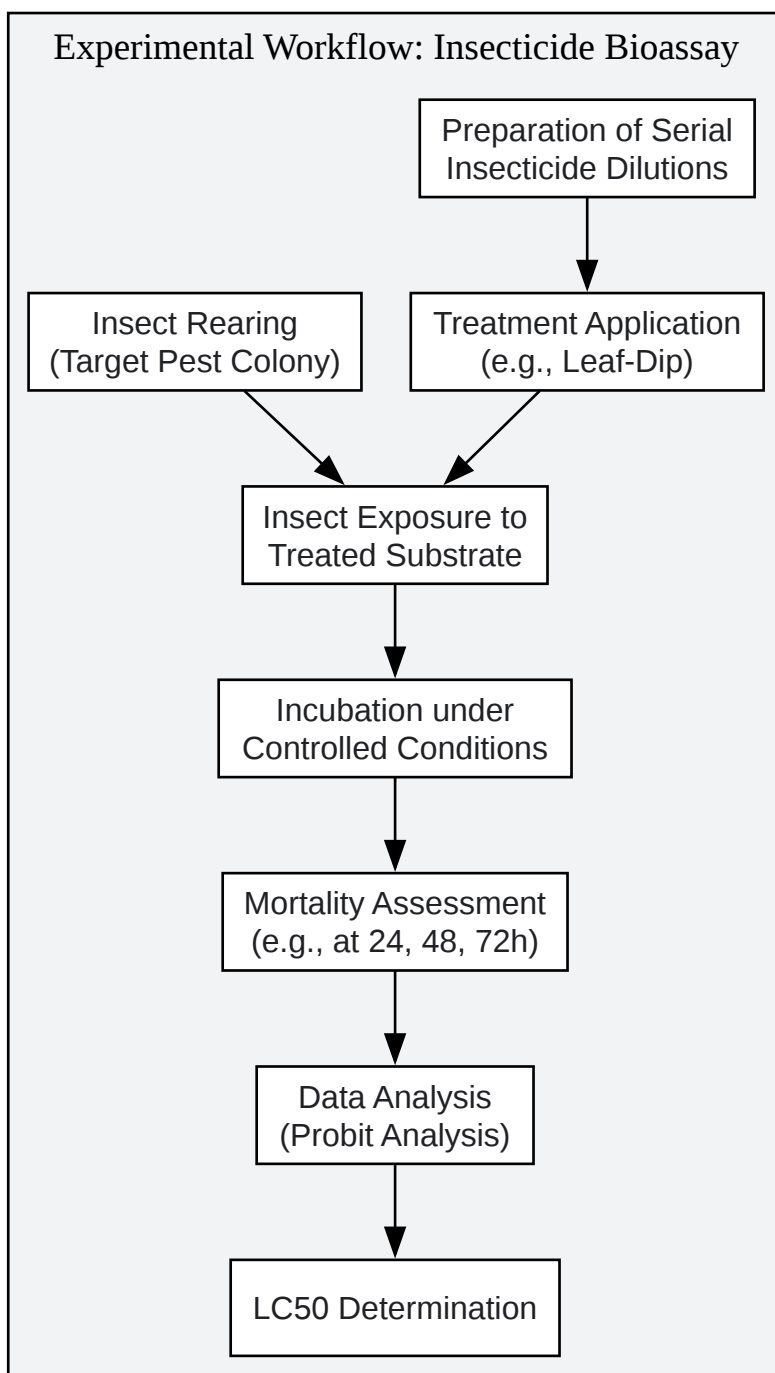 Experimental Workflow: Insecticide Bioassay
Preparation of Serial
Insecticide Dilutions
Insect Rearing
(Target Pest Colony)
Treatment Application
(e.g., Leaf-Dip)
Insect Exposure to
Treated Substrate
Incubation under
Controlled Conditions
Mortality Assessment
(e.g., at 24, 48, 72h)
Data Analysis
(Probit Analysis)
LC50 Determination